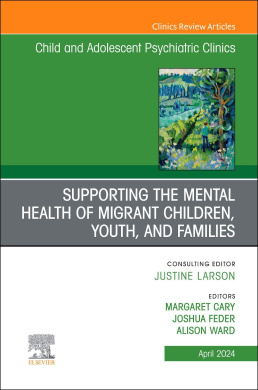 Clinics Review Articles
Child and Adolescent Psychiatric Clinics
SUPPORTING THE MENTAL
HEALTH OF MIGRANT CHILDREN,
YOUTH, AND FAMILIES
CONSULTING EDITOR
JUSTINE LARSON
EDITORS
MARGARET CARY
JOSHUA FEDER
ALISON WARD
ELSEVIER
April 2024